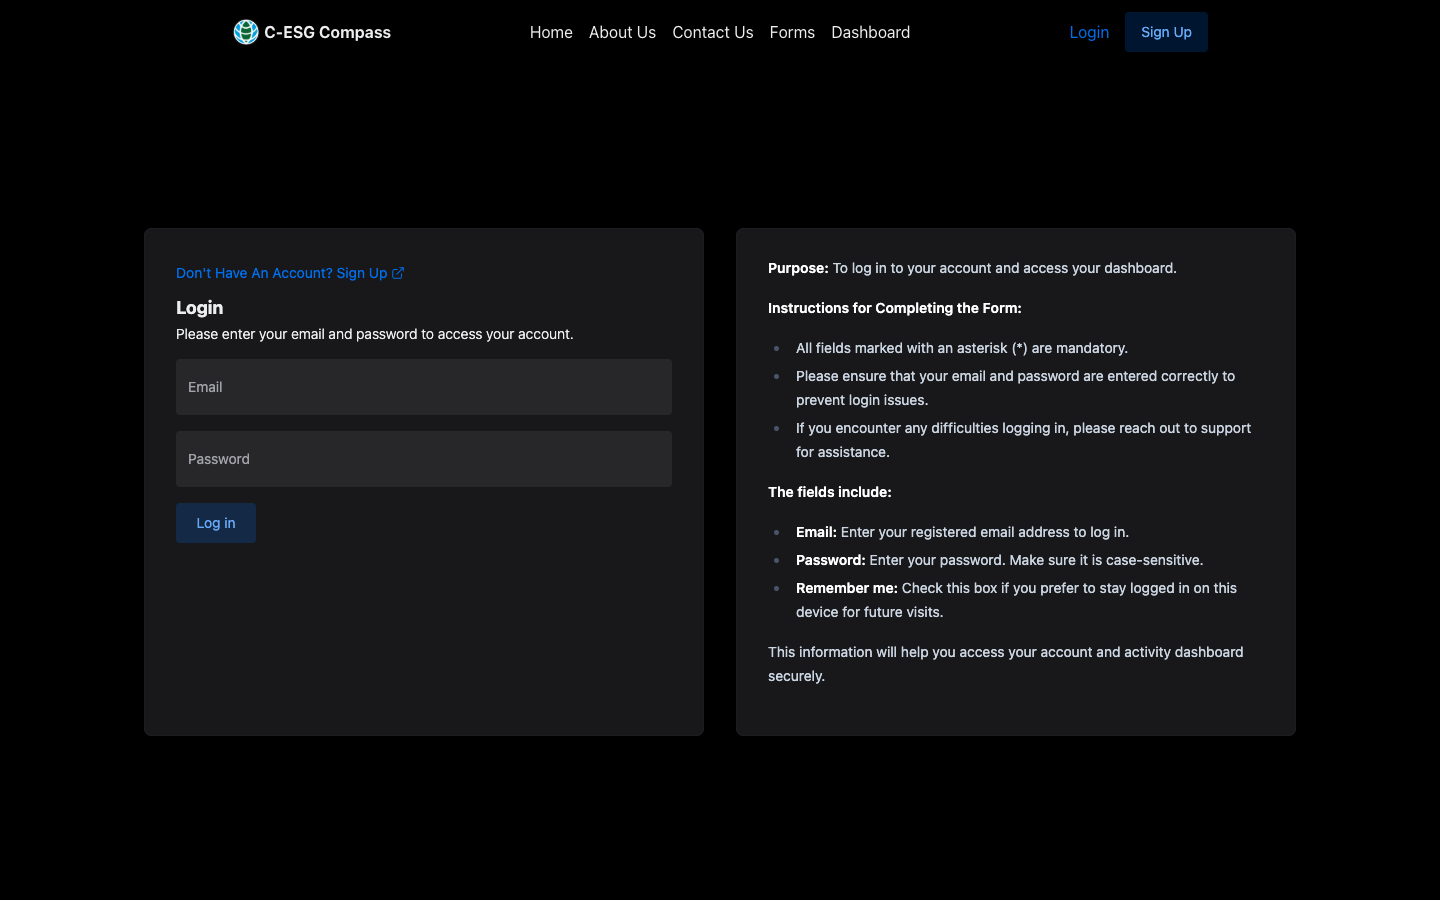 C-ESG Compass
Home About Us Contact Us Forms Dashboard
Login Sign Up
Don't Have An Account? Sign Up
Login
Please enter your email and password to access your account.
Email
Password
Log in
Purpose: To log in to your account and access your dashboard.
Instructions for Completing the Form:
All fields marked with an asterisk (*) are mandatory.
Please ensure that your email and password are entered correctly to
prevent login issues.
If you encounter any difficulties logging in, please reach out to support
for assistance.
The fields include:
Email: Enter your registered email address to log in.
Password: Enter your password. Make sure it is case-sensitive.
Remember me: Check this box if you prefer to stay logged in on this
device for future visits.
This information will help you access your account and activity dashboard
securely.